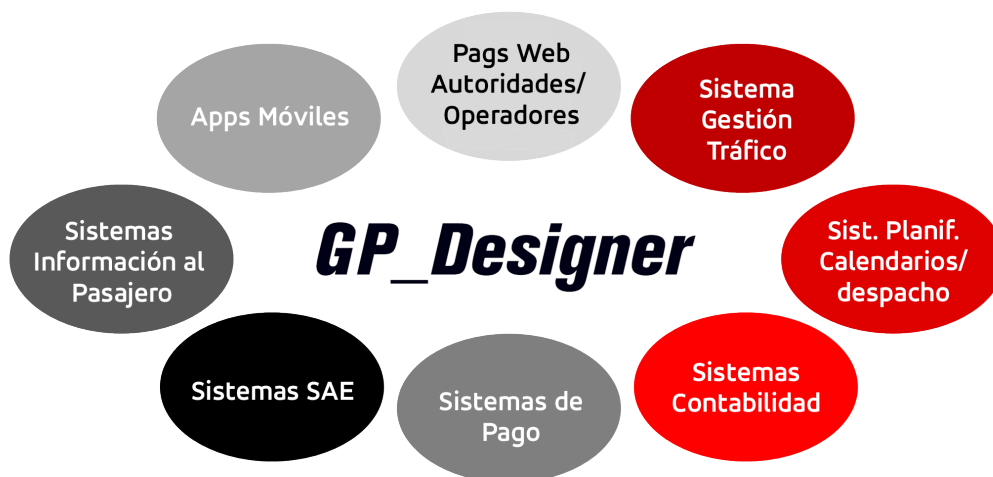 Pags Web
Autoridades/
Operadores
Apps Móviles
Sistema
Gestión
Tráfico
Sistemas
Información al
Pasajero
GP_Designer
Sist. Planif.
Calendarios/
despacho
Sistemas SAE
Sistemas de
Pago
Sistemas
Contabilidad